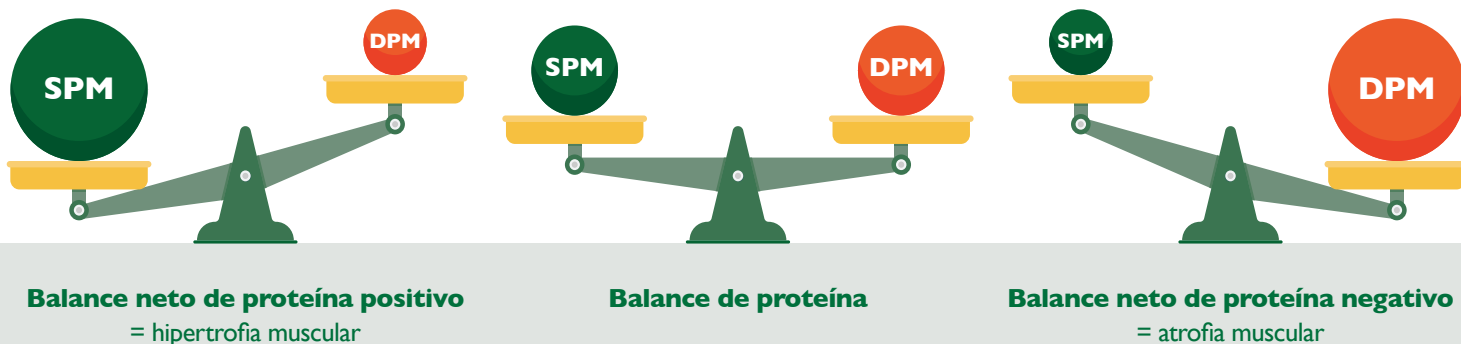 SPM
DPM
SPM
DPM
SPM
DPM
Balance neto de proteína positivo
= hipertrofia muscular
Balance de proteína
Balance neto de proteína negativo
= atrofia muscular